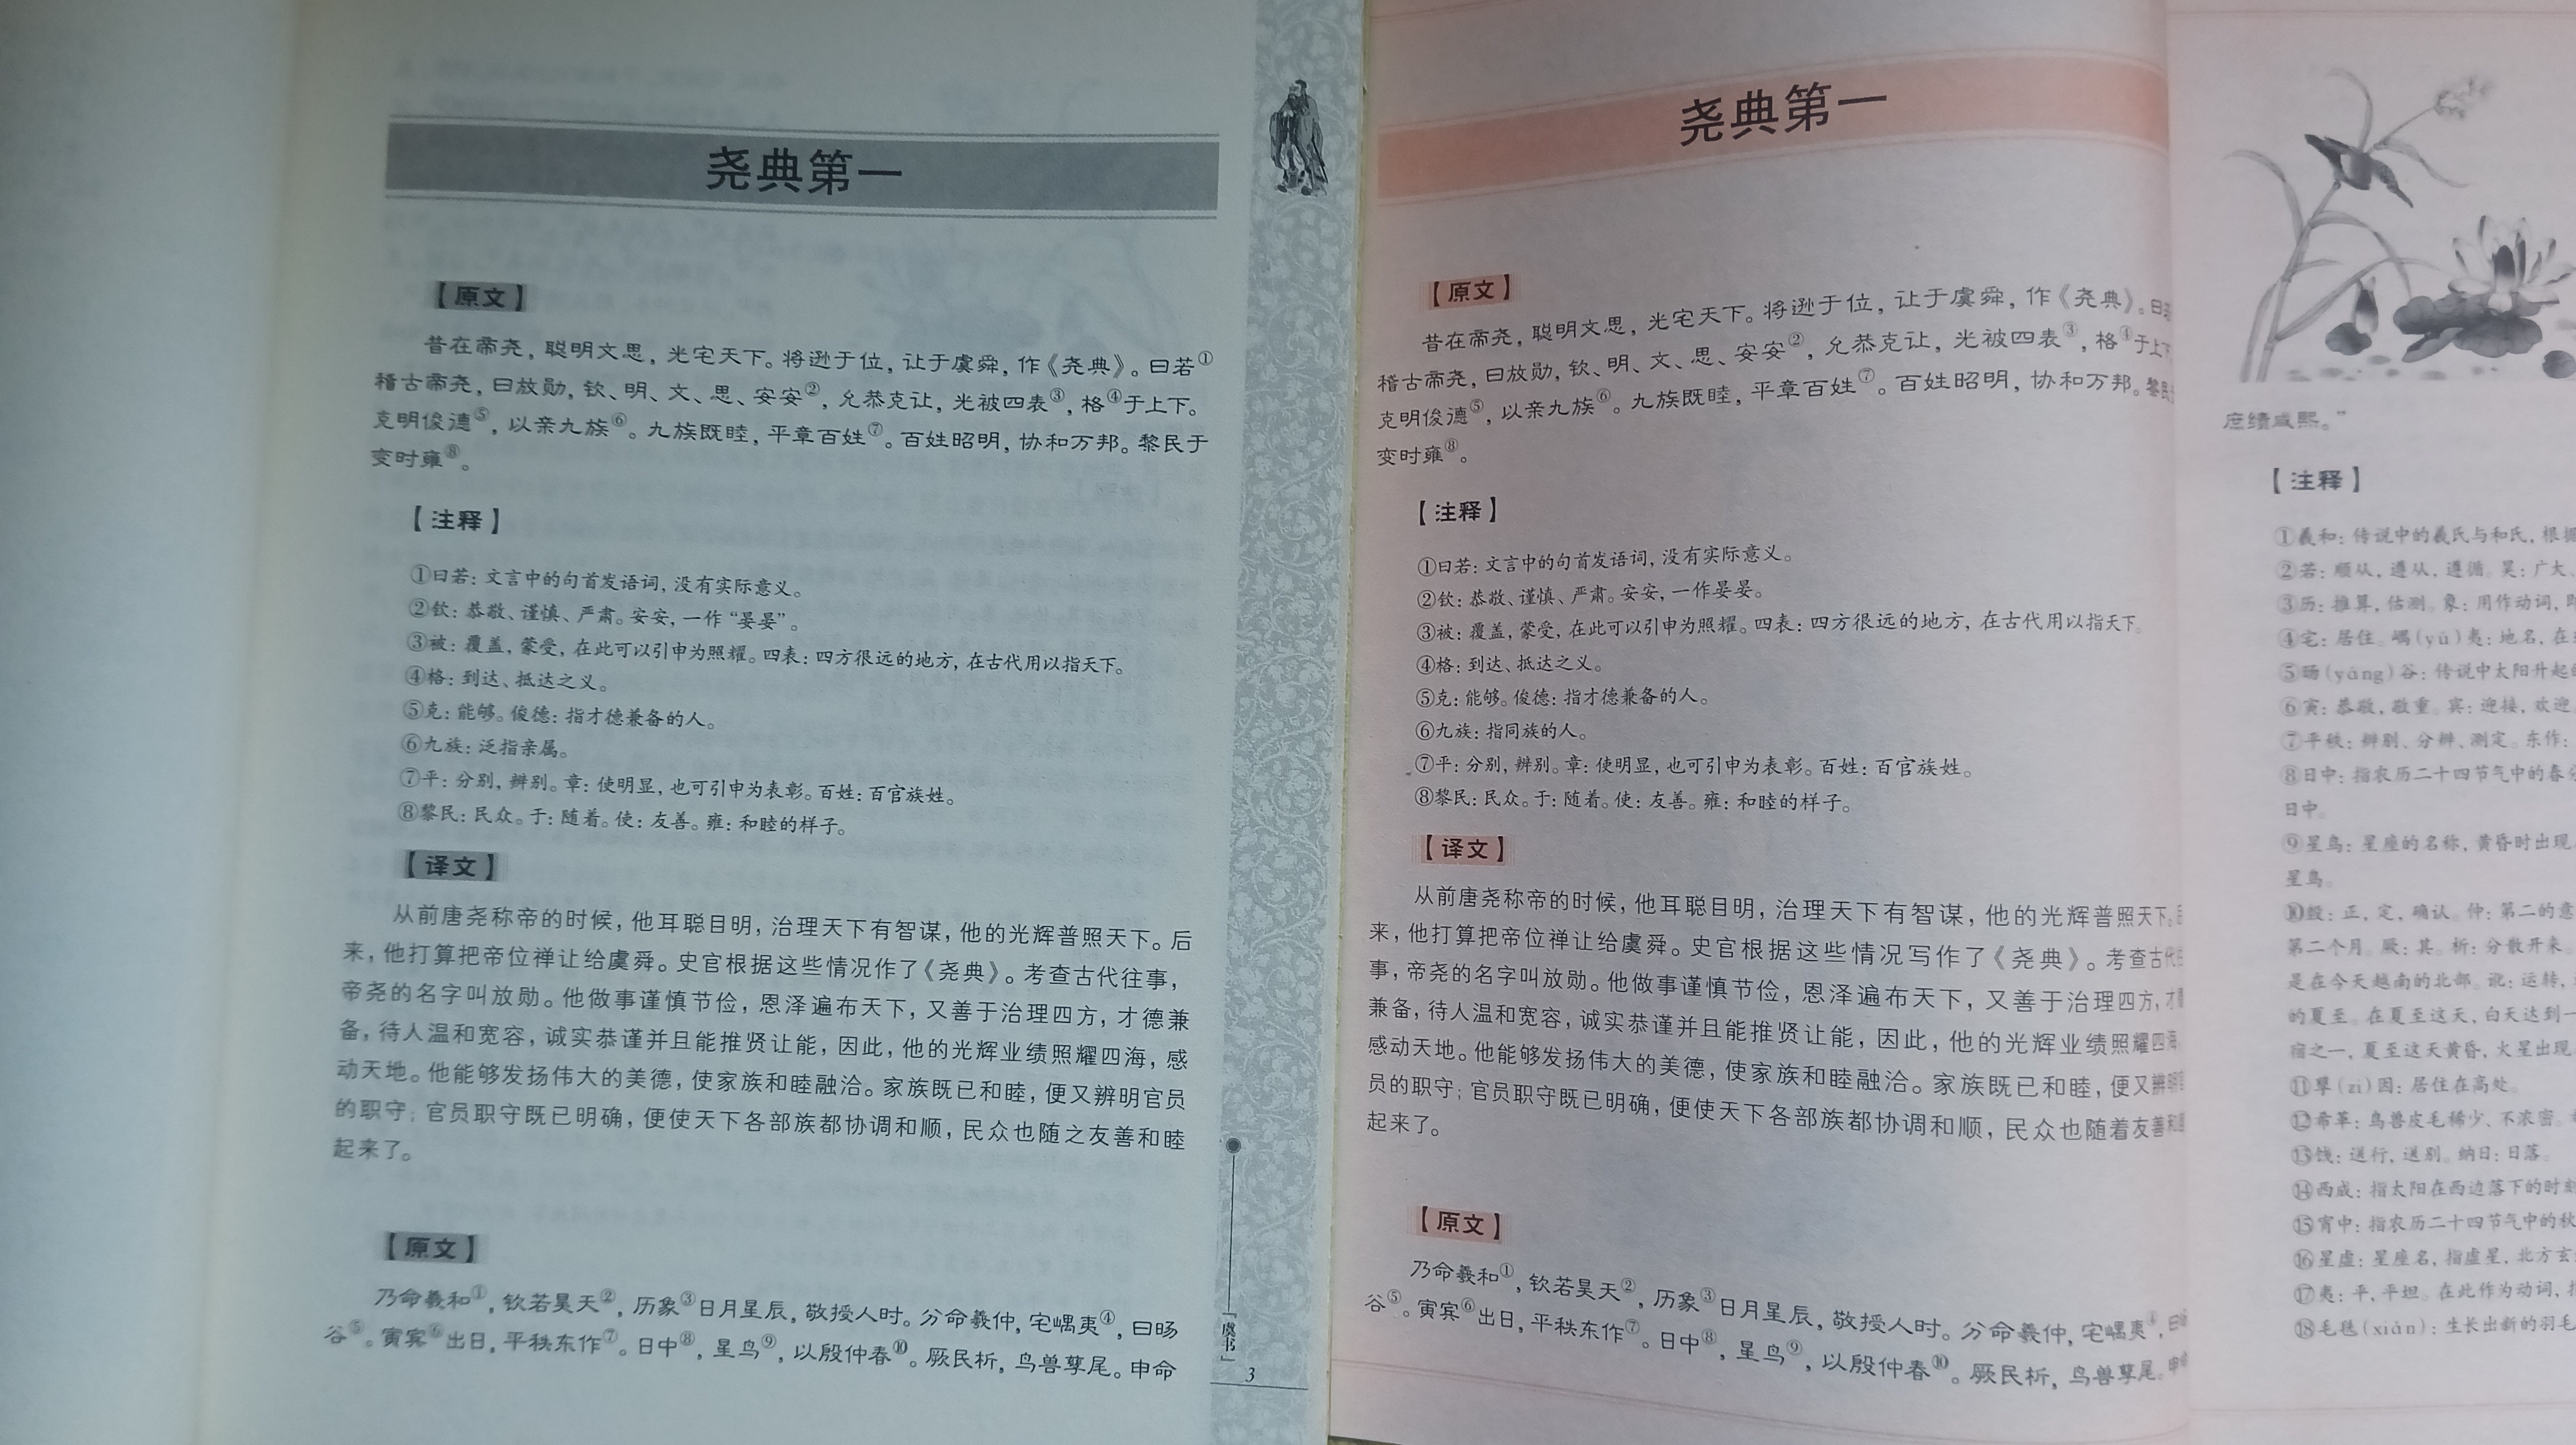 尧典第一
【原文】
昔在帝尧，聪明文思，光宅天下。将逊于位，让于虞舜，作《尧典》。曰若①
稽古帝尧，曰放勋，钦、明、文、思、安安②，允恭克让，光被四表③，格④于上下。
克明俊德⑤，以亲九族⑥。九族既睦，平章百姓⑦。百姓昭明，协和万邦。黎民于
变时雍⑧。
【注释】
①曰若：文言中的句首发语词，没有实际意义。
②钦：恭敬、谨慎、严肃。安安，一作“晏晏”。
③被：覆盖，蒙受，在此可以引申为照耀。四表：四方很远的地方，在古代用以指天下。
④格：到达、抵达之义。
⑤克：能够。俊德：指才德兼备的人。
⑥九族：泛指亲属。
⑦平：分别，辨别。章：使明显，也可引申为表彰。百姓：百官族姓。
⑧黎民：民众。于：随着。使：友善。雍：和睦的样子。
【译文】
从前唐尧称帝的时候，他耳聪目明，治理天下有智谋，他的光辉普照天下。后
来，他打算把帝位禅让给虞舜。史官根据这些情况作了《尧典》。考查古代往事，
帝尧的名字叫放勋。他做事谨慎节俭，恩泽遍布天下，又善于治理四方，才德兼
备，待人温和宽容，诚实恭谨并且能推贤让能，因此，他的光辉业绩照耀四海，感
动天地。他能够发扬伟大的美德，使家族和睦融洽。家族既已和睦，便又辨明官员
的职守；官员职守既已明确，便使天下各部族都协调和顺，民众也随之友善和睦
起来了。
【原文】
乃命羲和①，钦若昊天②，历象③日月星辰，敬授人时。分命羲仲，宅嵎夷④，曰旸
谷⑤。寅宾⑥出日，平秩东作⑦。日中⑧，星鸟⑨，以殷仲春⑩。厥民析，鸟兽孳尾。申命
「虞书」
3
尧典第一
【原文】
昔在帝尧，聪明文思，光宅天下。将逊于位，让于虞舜，作《尧典》。曰
稽古帝尧，曰放勋，钦、明、文、思、安安②，允恭克让，光被四表③，格④于上下
克明俊德⑤，以亲九族⑥。九族既睦，平章百姓⑦。百姓昭明，协和万邦。黎民
变时雍⑧。
【注释】
①曰若：文言中的句首发语词，没有实际意义。
②钦：恭敬、谨慎、严肃。安安，一作晏晏。
③被：覆盖，蒙受，在此可以引申为照耀。四表：四方很远的地方，在古代用以指天下。
④格：到达、抵达之义。
⑤克：能够。俊德：指才德兼备的人。
⑥九族：指同族的人。
⑦平：分别，辨别。章：使明显，也可引申为表彰。百姓：百官族姓。
⑧黎民：民众。于：随着。使：友善。雍：和睦的样子。
【译文】
从前唐尧称帝的时候，他耳聪目明，治理天下有智谋，他的光辉普照天下。
来，他打算把帝位禅让给虞舜。史官根据这些情况写作了《尧典》。考查古代
事，帝尧的名字叫放勋。他做事谨慎节俭，恩泽遍布天下，又善于治理四方，才
兼备，待人温和宽容，诚实恭谨并且能推贤让能，因此，他的光辉业绩照耀四海
感动天地。他能够发扬伟大的美德，使家族和睦融洽。家族既已和睦，便又辨明
员的职守；官员职守既已明确，便使天下各部族都协调和顺，民众也随着友善和
起来了。
【原文】
乃命羲和①，钦若昊天②，历象③日月星辰，敬授人时。分命羲仲，宅嵎夷④，曰
谷⑤。寅宾⑥出日，平秩东作⑦。日中⑧，星鸟⑨，以殷仲春⑩。厥民析，鸟兽孳尾。申
庶绩咸熙。”
【注释】
①羲和：传说中的羲氏与和氏，根据
②若：顺从，遵从，遵循。昊：广大、
③历：推算，估测。象：用作动词，
④宅：居住。嵎(yú)夷：地名，在
⑤旸(yáng)谷：传说中太阳升起
⑥寅：恭敬，敬重。宾：迎接，欢迎
⑦平秩：辨别、分辨、测定。东作：
⑧日中：指农历二十四节气中的春分
日中。
⑨星鸟：星座的名称，黄昏时出现
星鸟。
⑩殷：正，定，确认。仲：第二的意
第二个月。厥：其。析：分散开来。
是在今天越南的北部。讹：运转，
的夏至。在夏至这天，白天达到一
宿之一，夏至这天黄昏，火星出现
⑪孳(zī)因：居住在高处。
⑫希革：鸟兽皮毛稀少、不浓密。
⑬饯：送行，送别。纳日：日落。
⑭西成：指太阳在西边落下的时刻
⑮宵中：指农历二十四节气中的秋
⑯星虚：星座名，指虚星，北方玄
⑰夷：平，平坦。在此作为动词，
⑱毛毨(xiǎn)：生长出新的羽毛